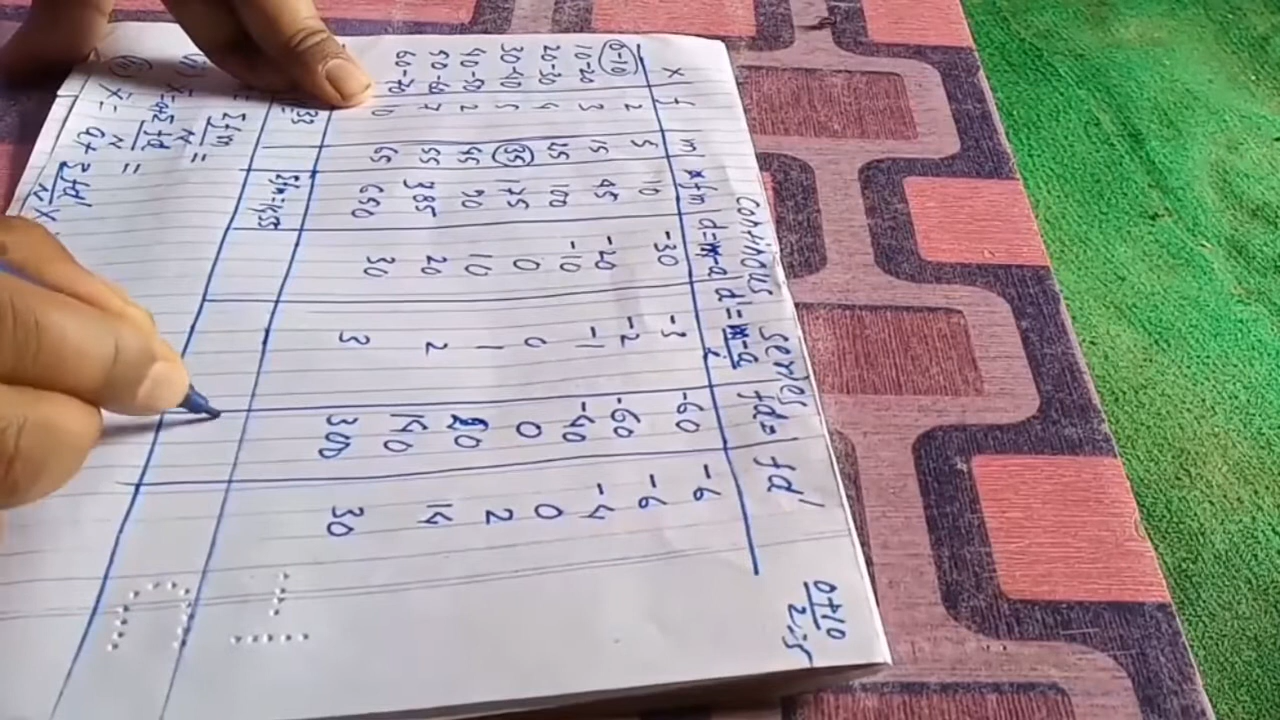 continous series
x f m fm d=m-a d'=m-a/i fd= fd'
0-10 2 5 10 -30 -3 -60 -6
10-20 3 15 45 -20 -2 -60 -6
20-30 4 25 100 -10 -1 -40 -4
30-40 5 35 175 0 0 0 0
40-50 2 45 90 10 1 20 2
50-60 7 55 385 20 2 140 14
60-70 10 65 650 30 3 300 30
33 Σfm=1455
Σfm/N =
x̄=a+Σfd/N =
x̄= a+Σfd'/N x
0+10/2=5